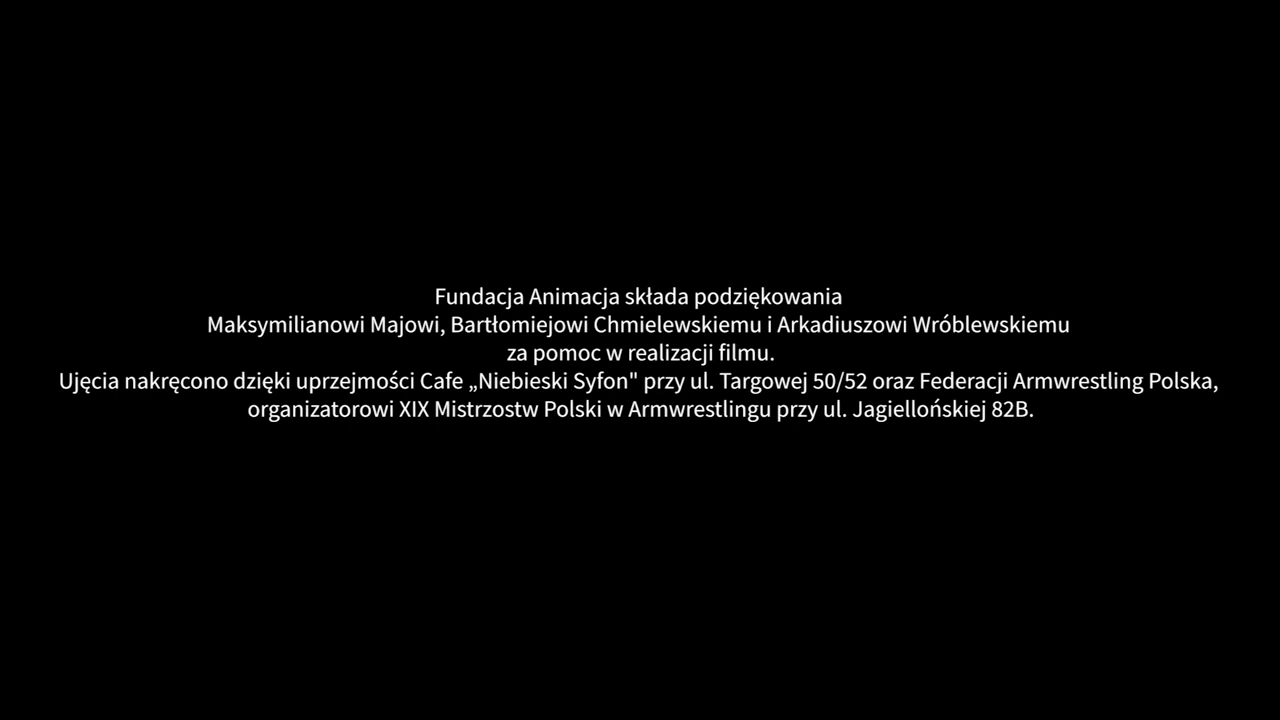 Fundacja Animacja składa podziękowania
Maksymilianowi Majowi, Bartłomiejowi Chmielewskiemu i Arkadiuszowi Wróblewskiemu
za pomoc w realizacji filmu.
Ujęcia nakręcono dzięki uprzejmości Cafe „Niebieski Syfon" przy ul. Targowej 50/52 oraz Federacji Armwrestling Polska,
organizatorowi XIX Mistrzostw Polski w Armwrestlingu przy ul. Jagiellońskiej 82B.